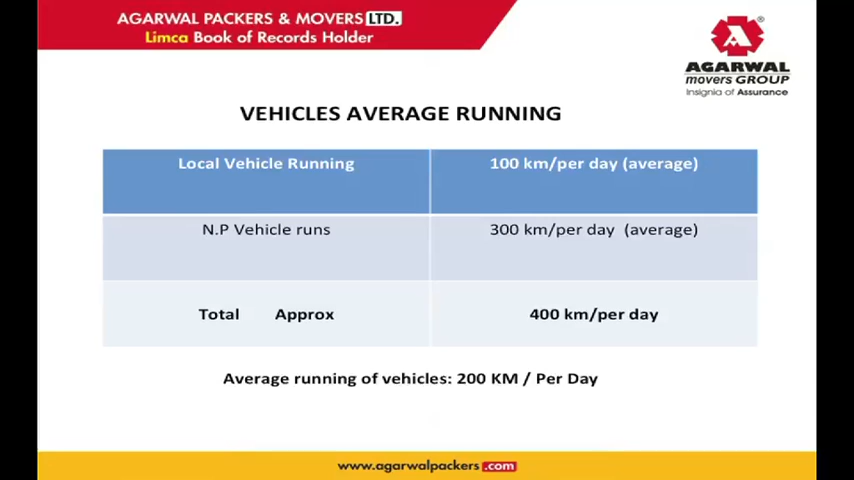 AGARWAL PACKERS & MOVERS LTD.
Limca Book of Records Holder
A
AGARWAL
movers GROUP
Insignia of Assurance
VEHICLES AVERAGE RUNNING
Local Vehicle Running 100 km/per day (average)
N.P Vehicle runs 300 km/per day (average)
Total Approx 400 km/per day
Average running of vehicles: 200 KM / Per Day
www.agarwalpackers.com